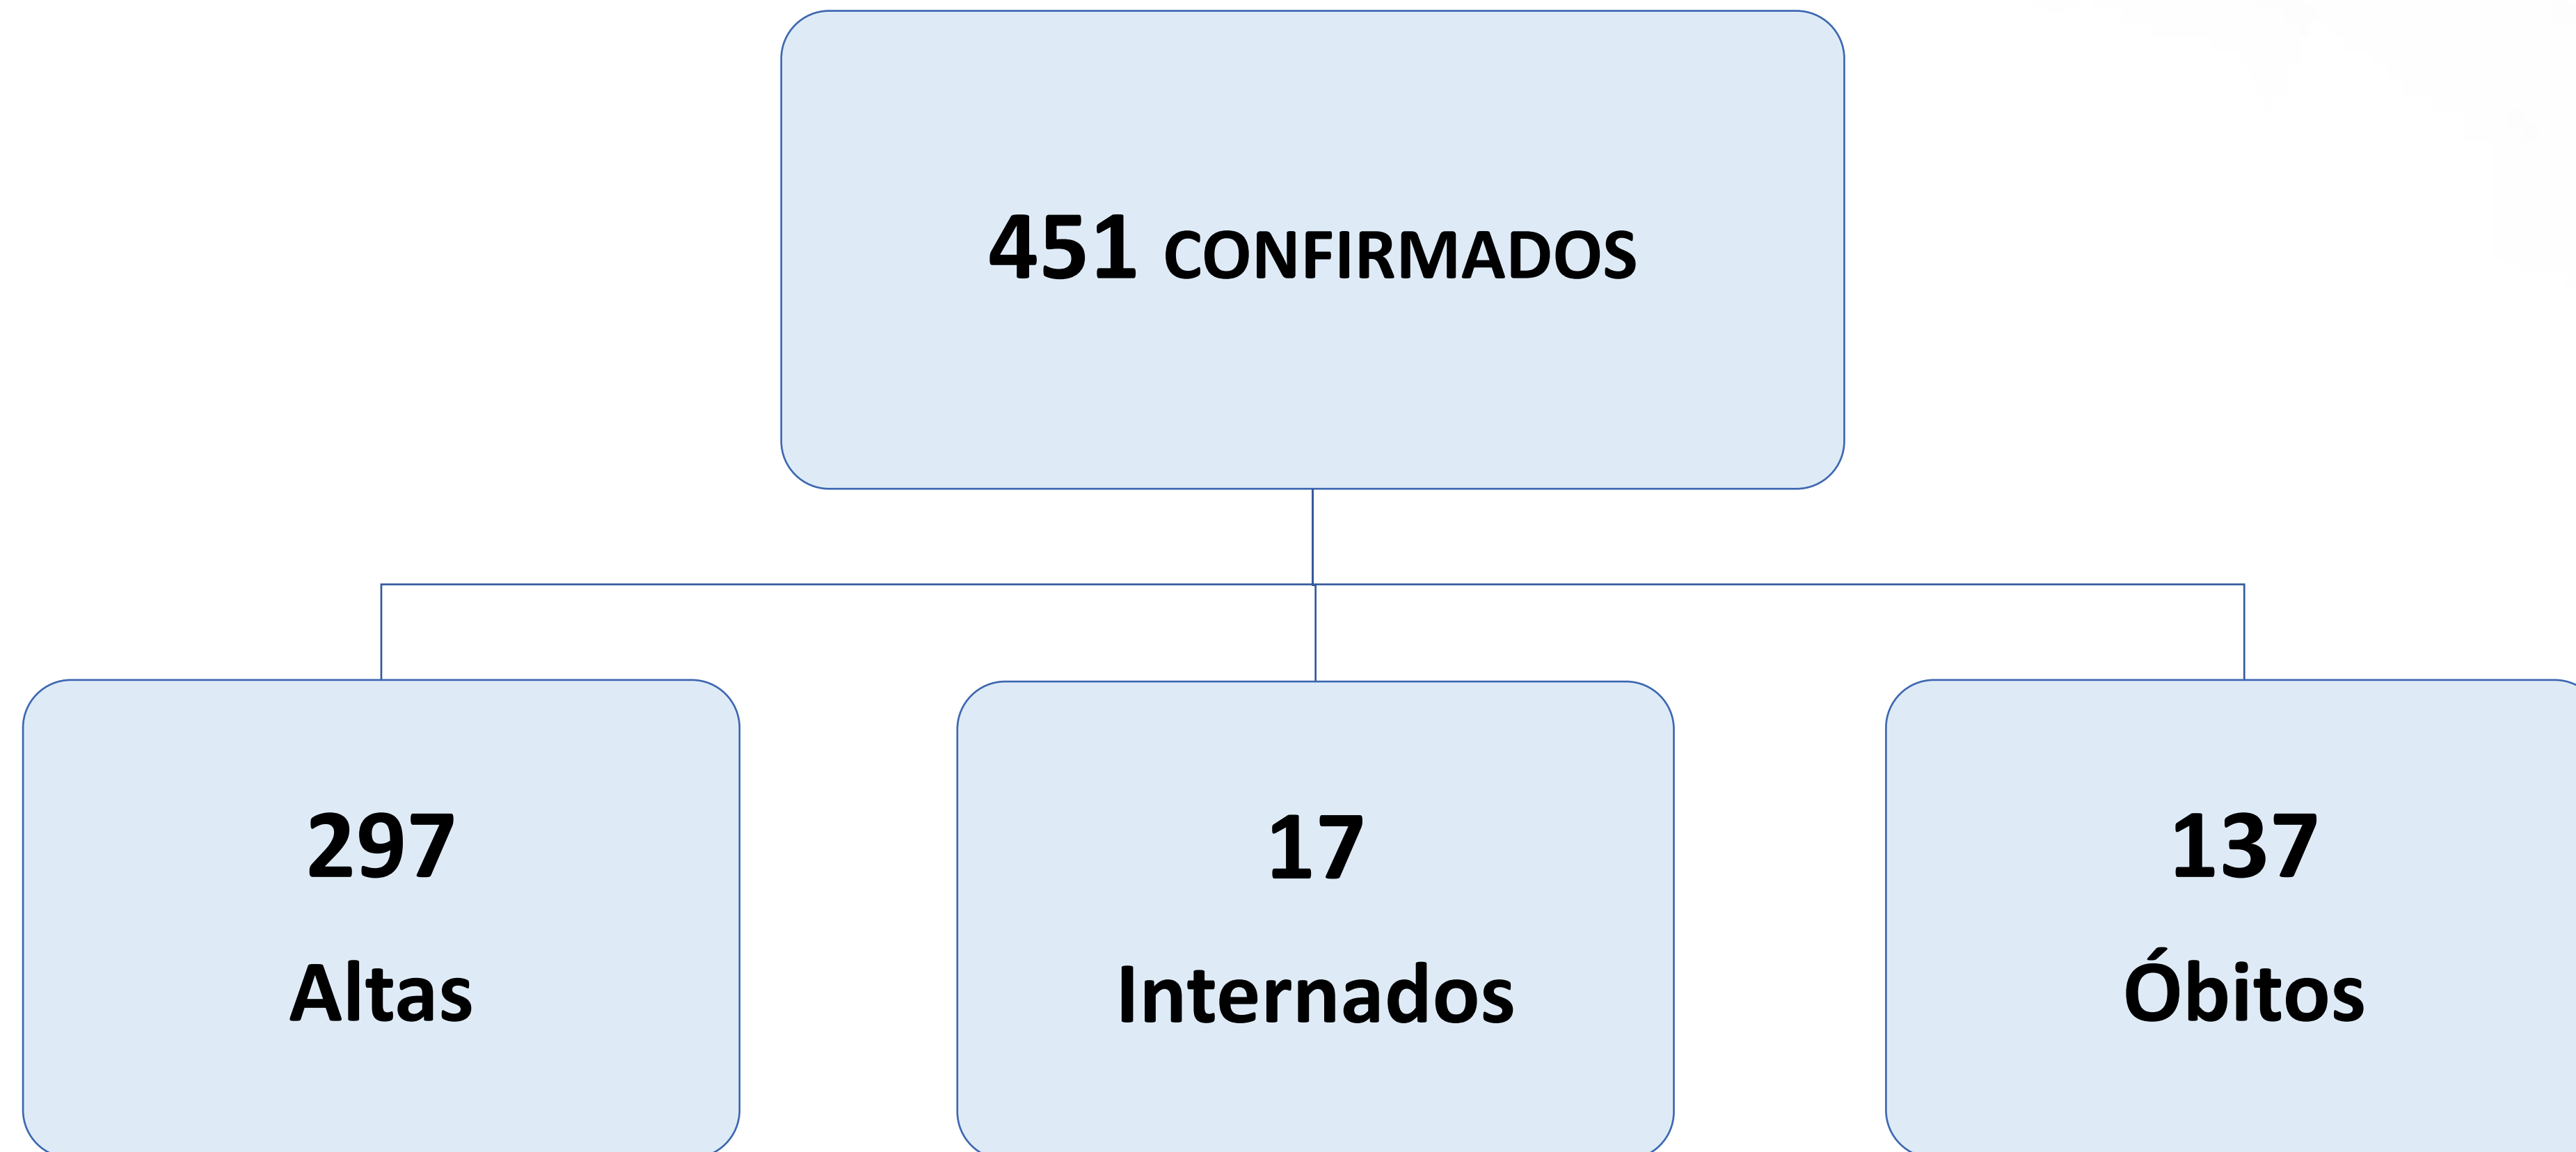 451 CONFIRMADOS
297
Altas
17
Internados
137
Óbitos